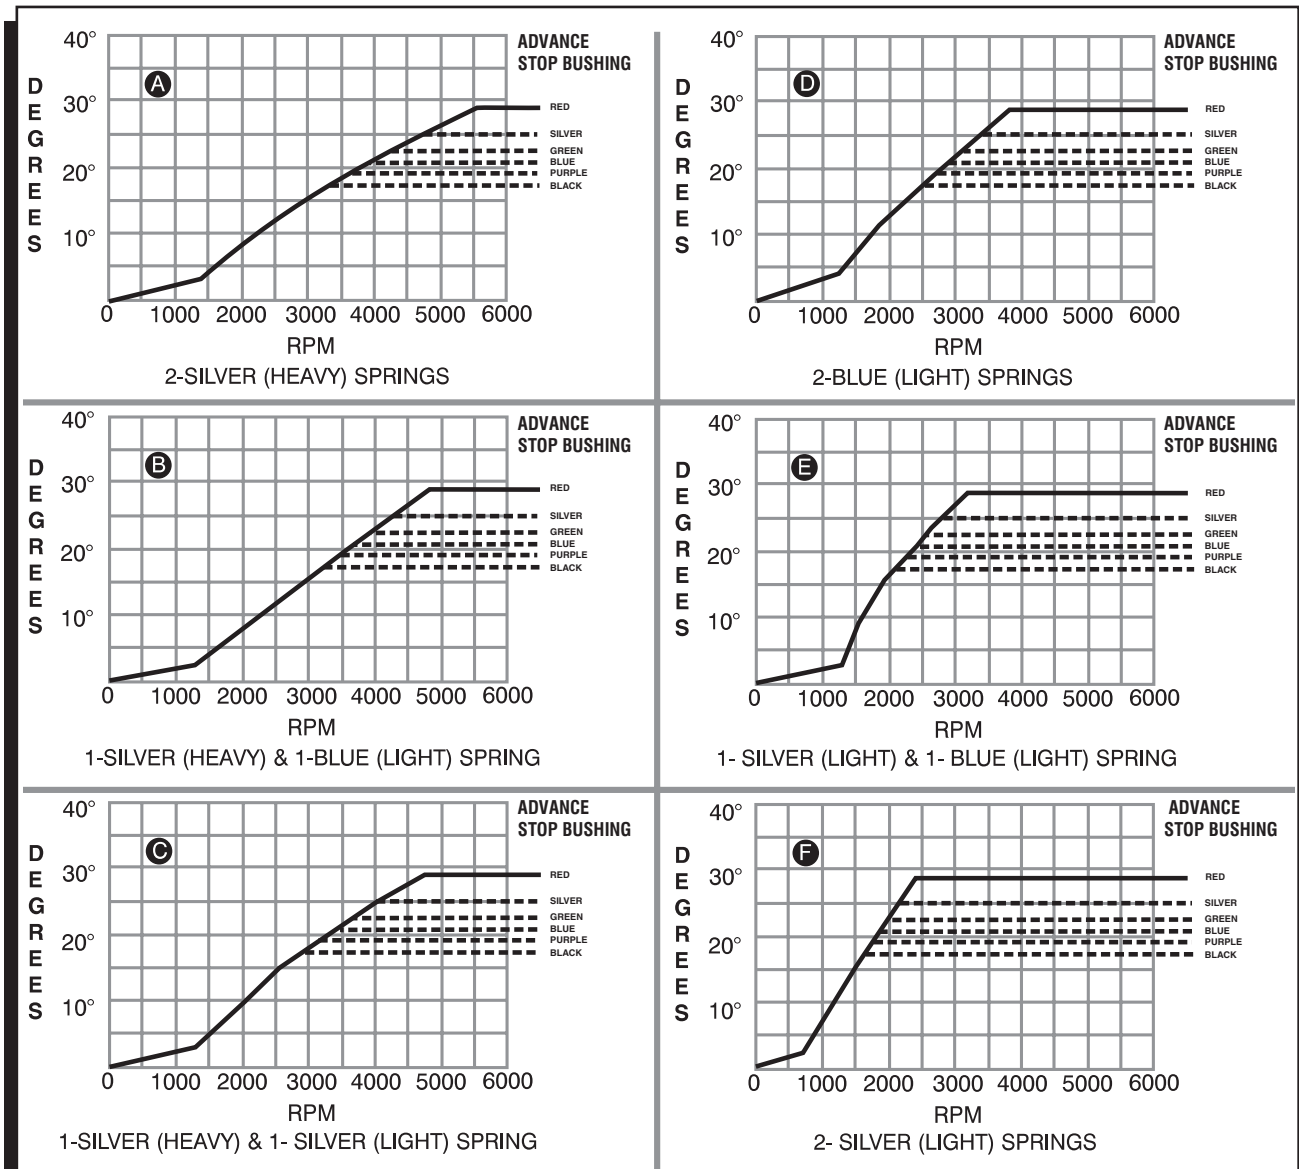 40°
30°
20°
10°
DEGREES
A
ADVANCE
STOP BUSHING
RED
SILVER
GREEN
BLUE
PURPLE
BLACK
0 1000 2000 3000 4000 5000 6000
RPM
2-SILVER (HEAVY) SPRINGS
40°
30°
20°
10°
DEGREES
D
ADVANCE
STOP BUSHING
RED
SILVER
GREEN
BLUE
PURPLE
BLACK
0 1000 2000 3000 4000 5000 6000
RPM
2-BLUE (LIGHT) SPRINGS
40°
30°
20°
10°
DEGREES
B
ADVANCE
STOP BUSHING
RED
SILVER
GREEN
BLUE
PURPLE
BLACK
0 1000 2000 3000 4000 5000 6000
RPM
1-SILVER (HEAVY) & 1-BLUE (LIGHT) SPRING
40°
30°
20°
10°
DEGREES
E
ADVANCE
STOP BUSHING
RED
SILVER
GREEN
BLUE
PURPLE
BLACK
0 1000 2000 3000 4000 5000 6000
RPM
1- SILVER (LIGHT) & 1- BLUE (LIGHT) SPRING
40°
30°
20°
10°
DEGREES
C
ADVANCE
STOP BUSHING
RED
SILVER
GREEN
BLUE
PURPLE
BLACK
0 1000 2000 3000 4000 5000 6000
RPM
1-SILVER (HEAVY) & 1- SILVER (LIGHT) SPRING
40°
30°
20°
10°
DEGREES
F
ADVANCE
STOP BUSHING
RED
SILVER
GREEN
BLUE
PURPLE
BLACK
0 1000 2000 3000 4000 5000 6000
RPM
2- SILVER (LIGHT) SPRINGS